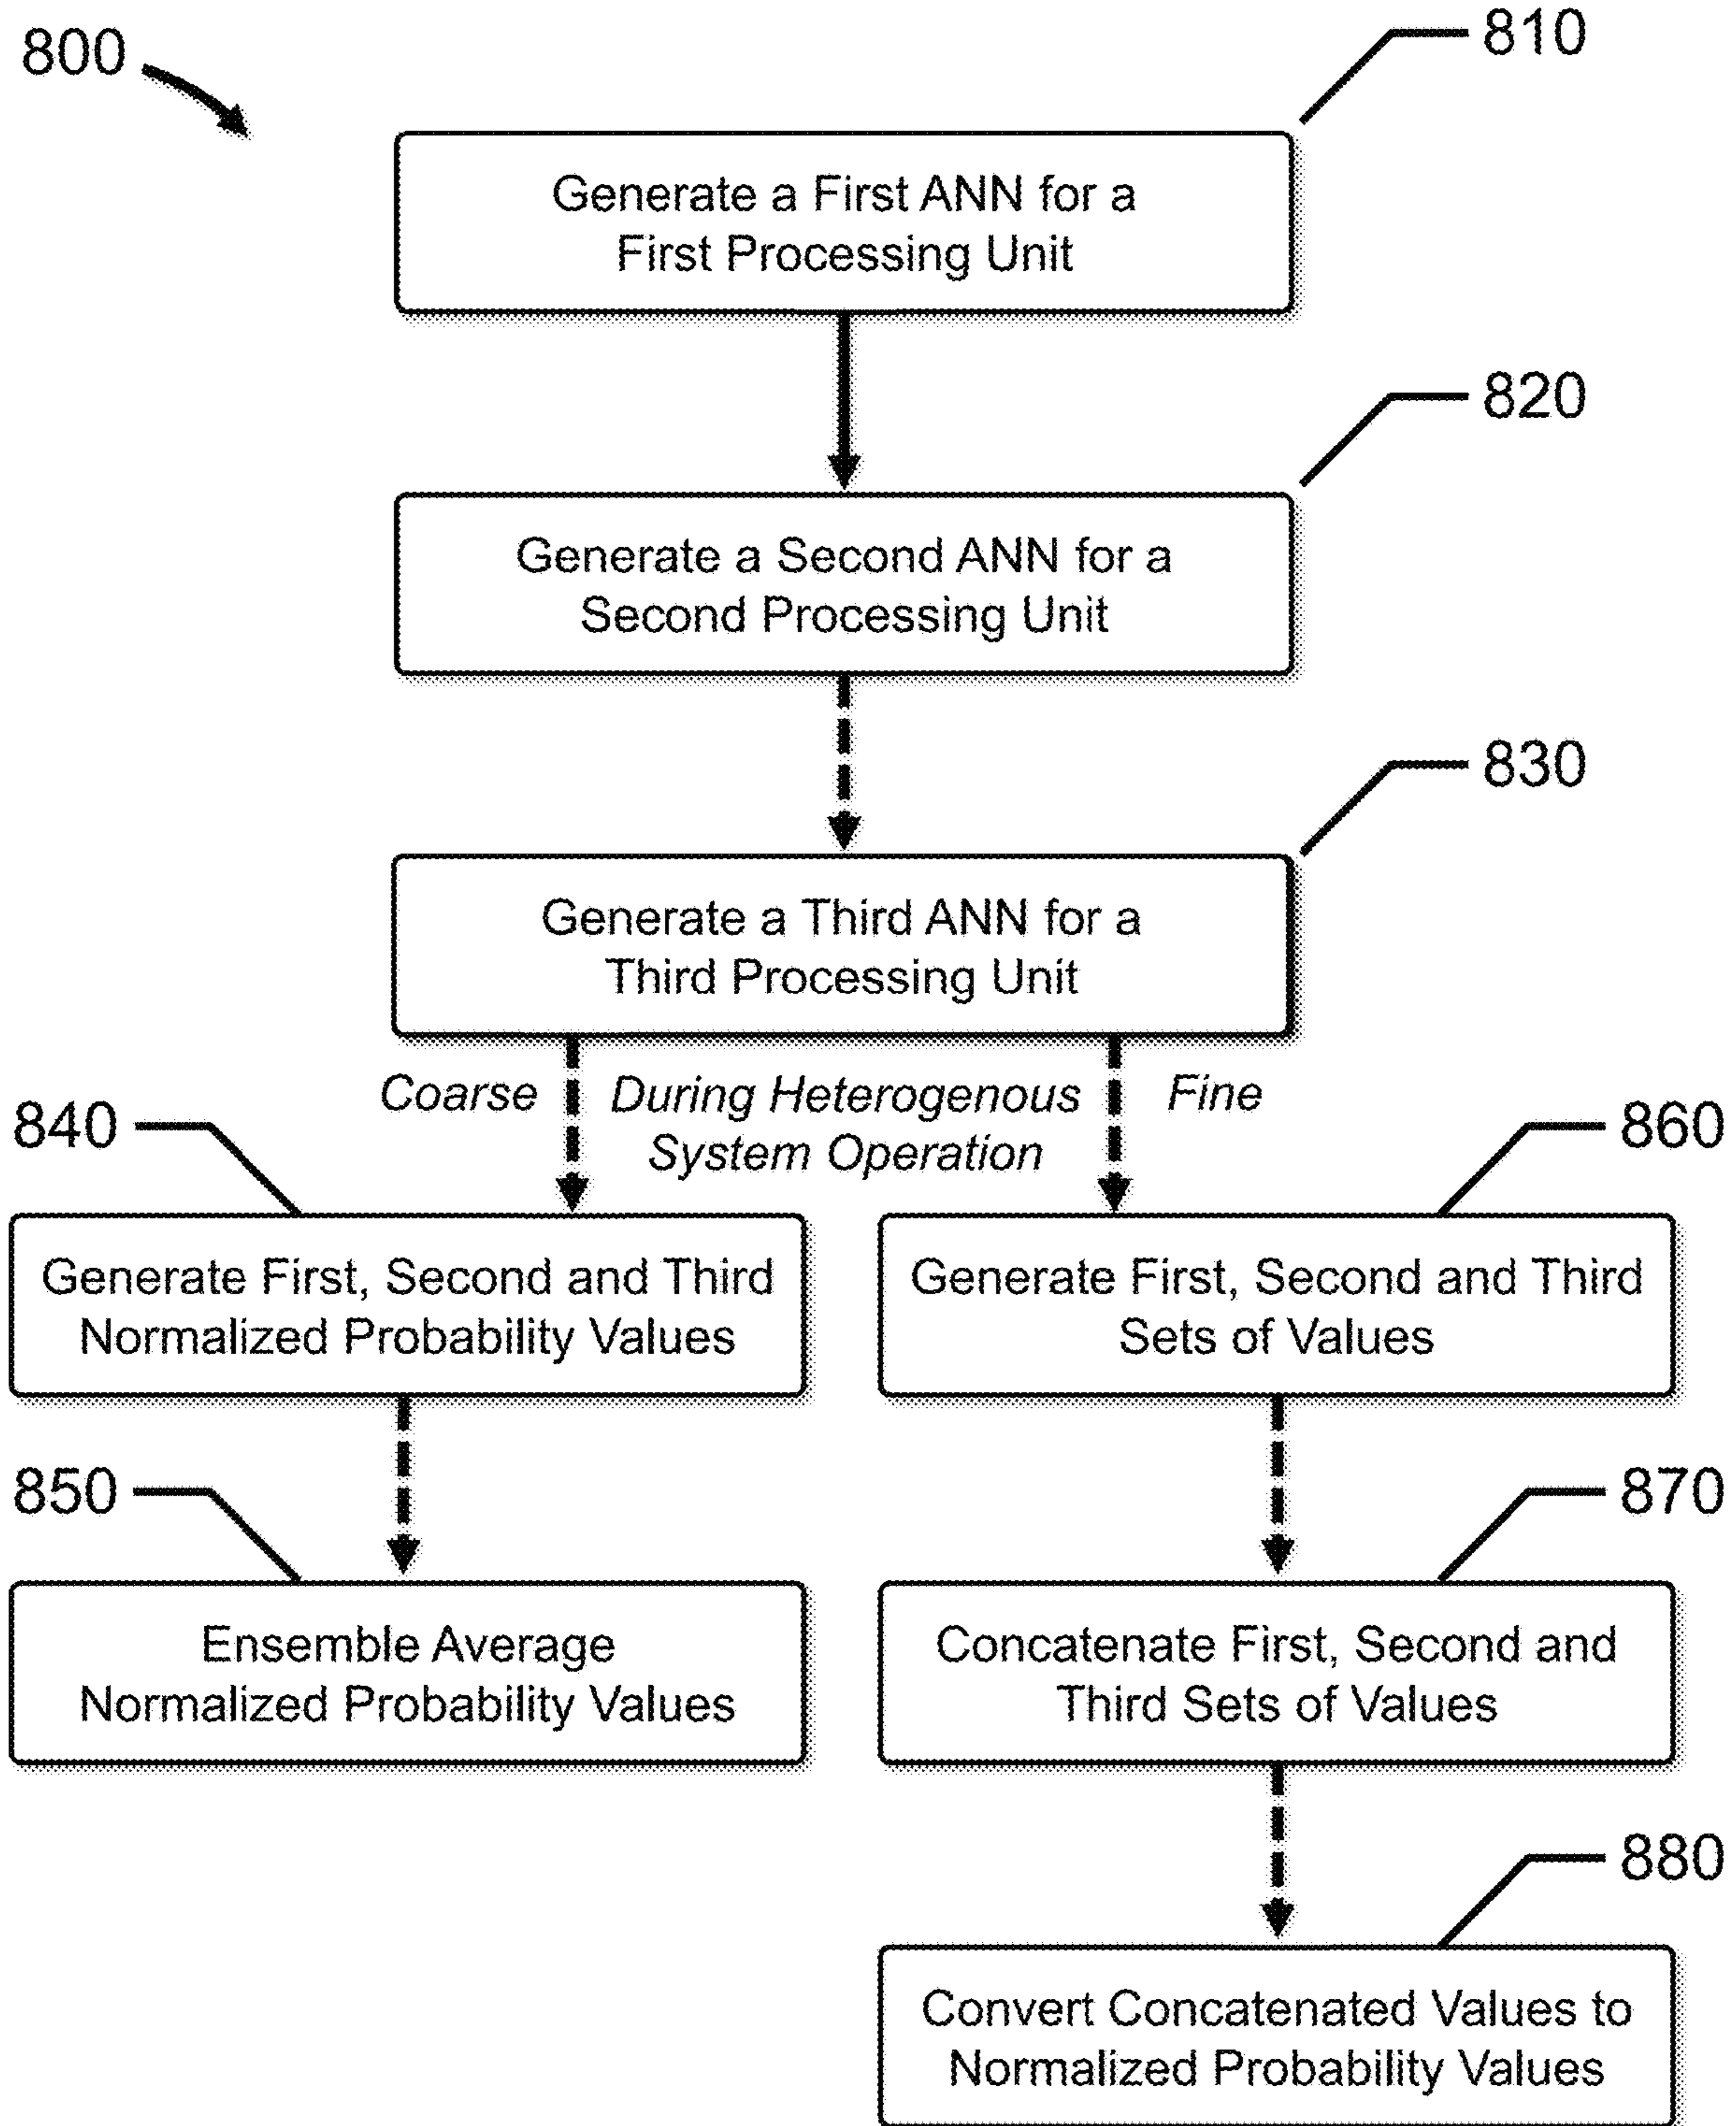 800
810
Generate a First ANN for a
First Processing Unit
820
Generate a Second ANN for a
Second Processing Unit
830
Generate a Third ANN for a
Third Processing Unit
Coarse
During Heterogenous
System Operation
Fine
840
Generate First, Second and Third
Normalized Probability Values
860
Generate First, Second and Third
Sets of Values
850
Ensemble Average
Normalized Probability Values
870
Concatenate First, Second and
Third Sets of Values
880
Convert Concatenated Values to
Normalized Probability Values